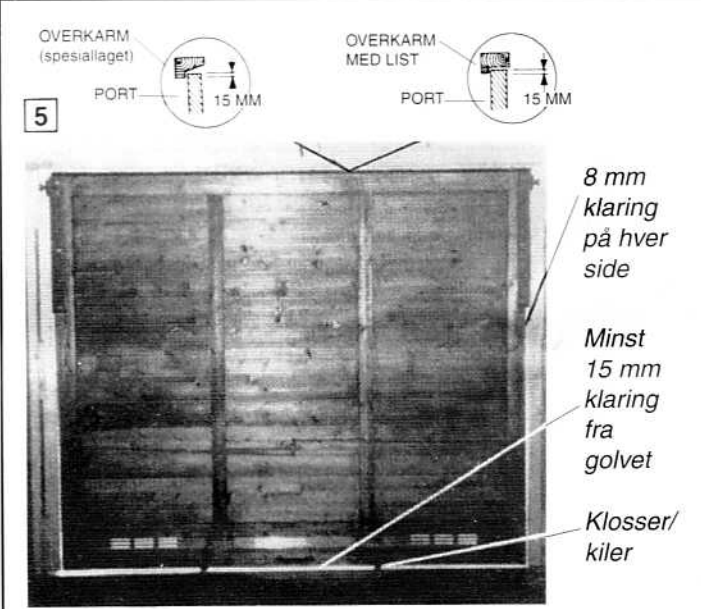 OVERKARM
(spesiallaget)
PORT
15 MM
OVERKARM
MED LIST
PORT
15 MM
5
8 mm
klaring
på hver
side
Minst
15 mm
klaring
fra
golvet
Klosser/
kiler